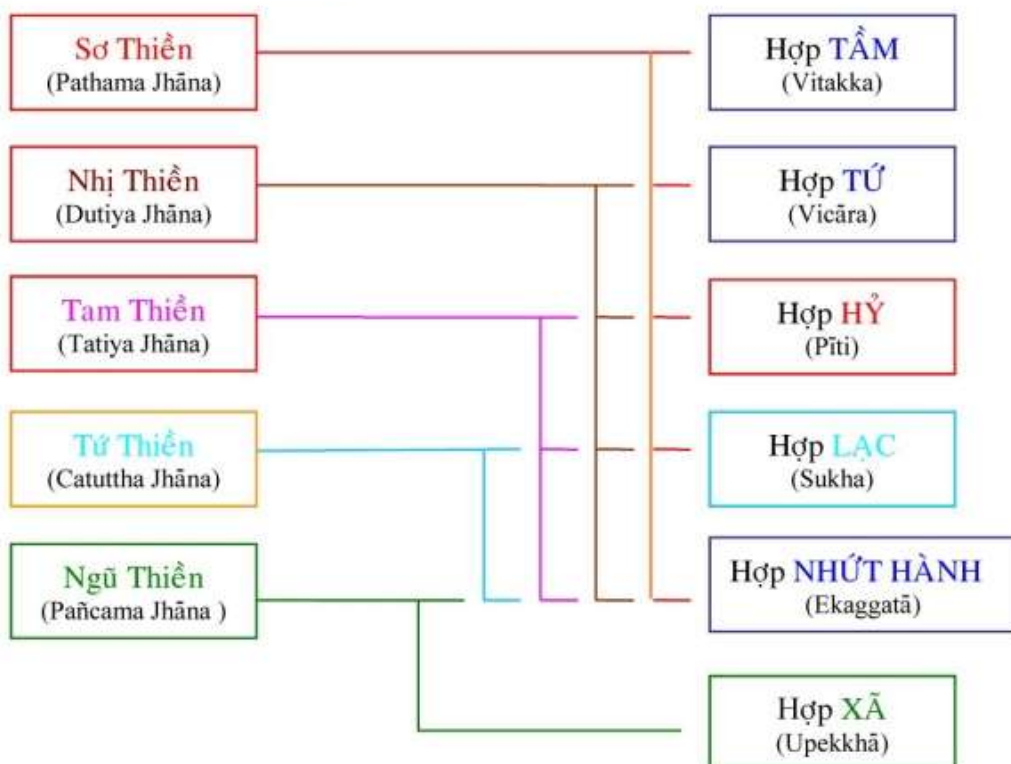 Sơ Thiền
(Pathama Jhāna)
Hợp TẦM
(Vitakka)
Nhị Thiền
(Dutiya Jhāna)
Hợp TỨ
(Vicāra)
Tam Thiền
(Tatiya Jhāna)
Hợp HỶ
(Pīti)
Tứ Thiền
(Catuttha Jhāna)
Hợp LẠC
(Sukha)
Ngũ Thiền
(Pañcama Jhāna )
Hợp NHỨT HÀNH
(Ekaggatā)
Hợp XÃ
(Upekkhā)